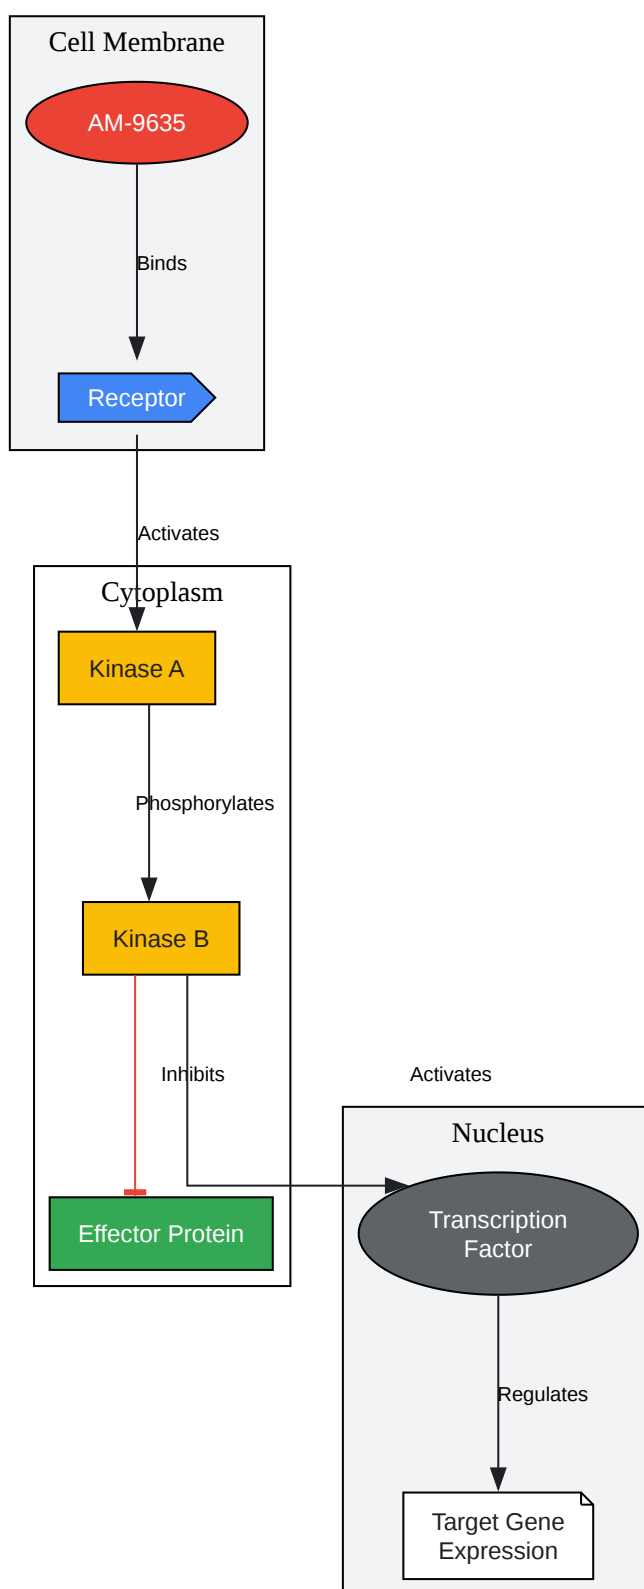 Cell Membrane
AM-9635
Binds
Receptor
Activates
Cytoplasm
Kinase A
Phosphorylates
Kinase B
Inhibits
Activates
Nucleus
Effector Protein
Transcription
Factor
Regulates
Target Gene
Expression